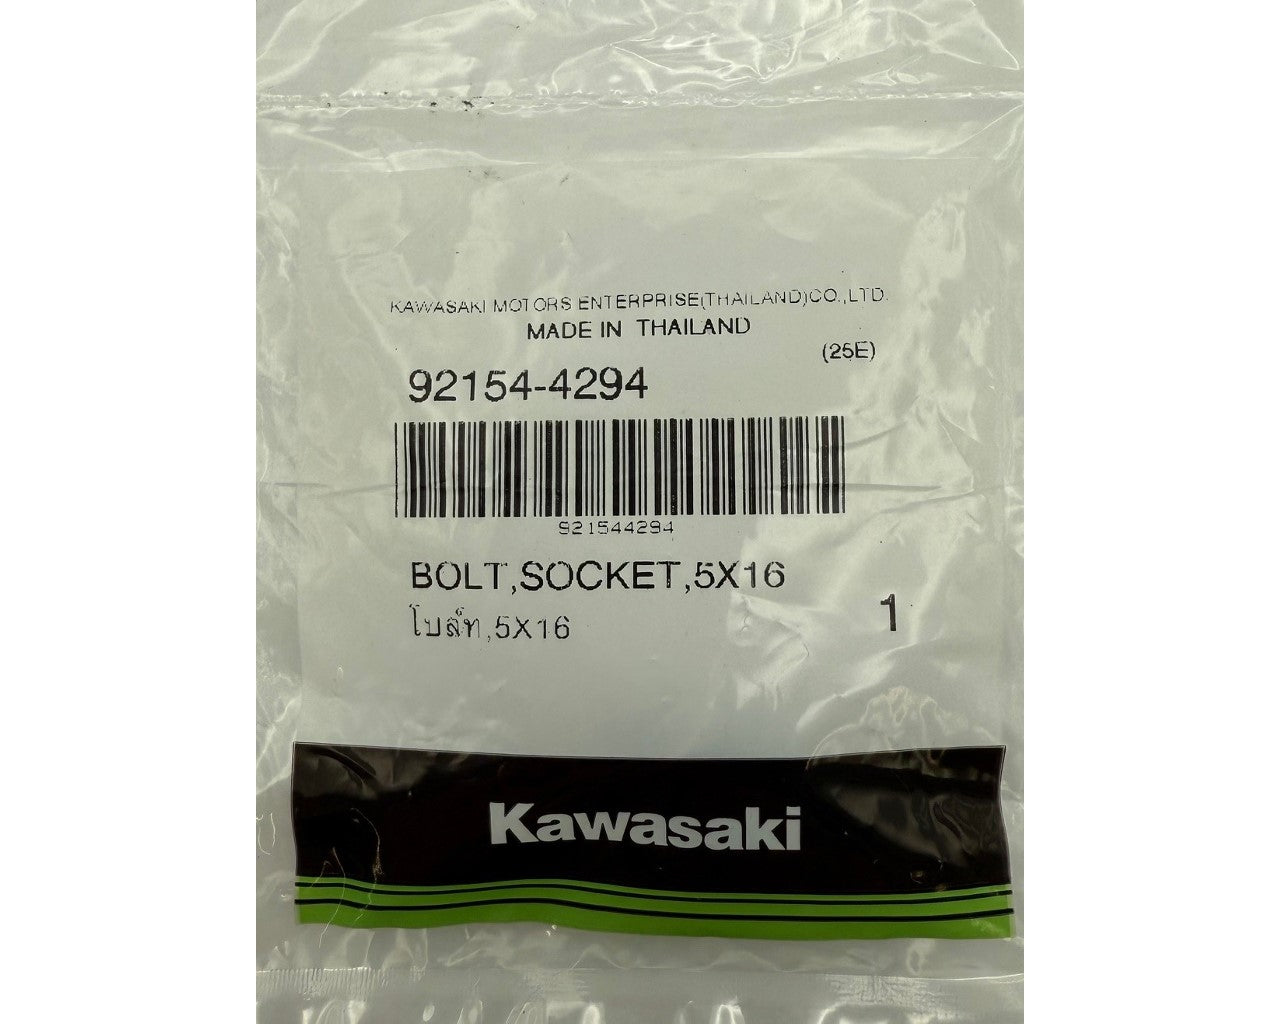 KAWASAKI MOTORS ENTERPRISE(THAILAND)CO.,LTD.
MADE IN THAILAND
(25E)
92154-4294
921544294
BOLT,SOCKET,5X16
โบล์ท,5X16
1
Kawasaki